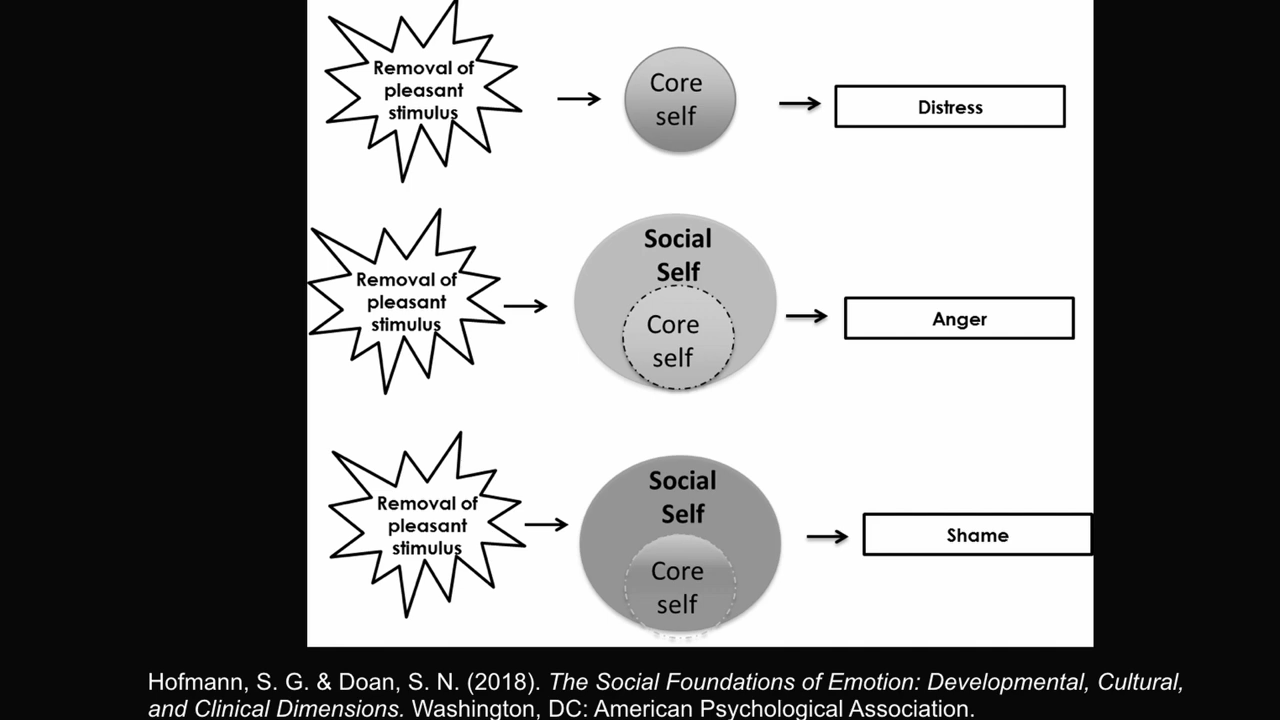 Removal of
pleasant
stimulus
Core
self
Distress
Removal of
pleasant
stimulus
Social
Self
Core
self
Anger
Removal of
pleasant
stimulus
Social
Self
Core
self
Shame
Hofmann, S. G. & Doan, S. N. (2018). The Social Foundations of Emotion: Developmental, Cultural,
and Clinical Dimensions. Washington, DC: American Psychological Association.